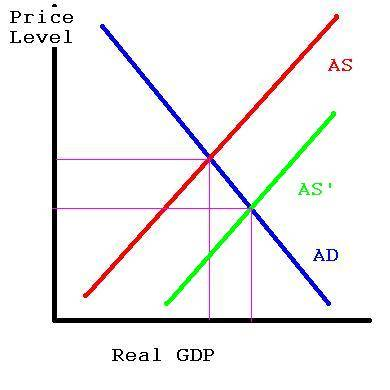 Price
Level
AS
AS'
AD
Real GDP